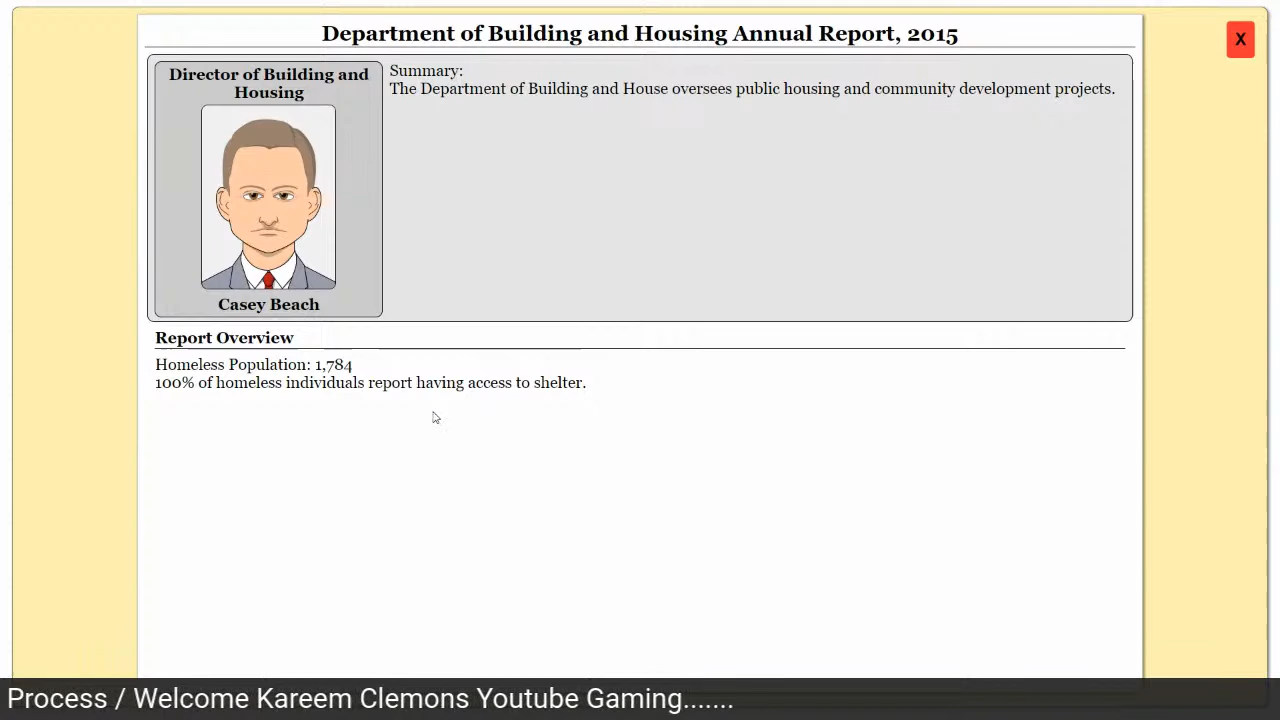 Department of Building and Housing Annual Report, 2015
X
Director of Building and
Housing
Casey Beach
Summary:
The Department of Building and House oversees public housing and community development projects.
Report Overview
Homeless Population: 1,784
100% of homeless individuals report having access to shelter.
Process / Welcome Kareem Clemons Youtube Gaming.......